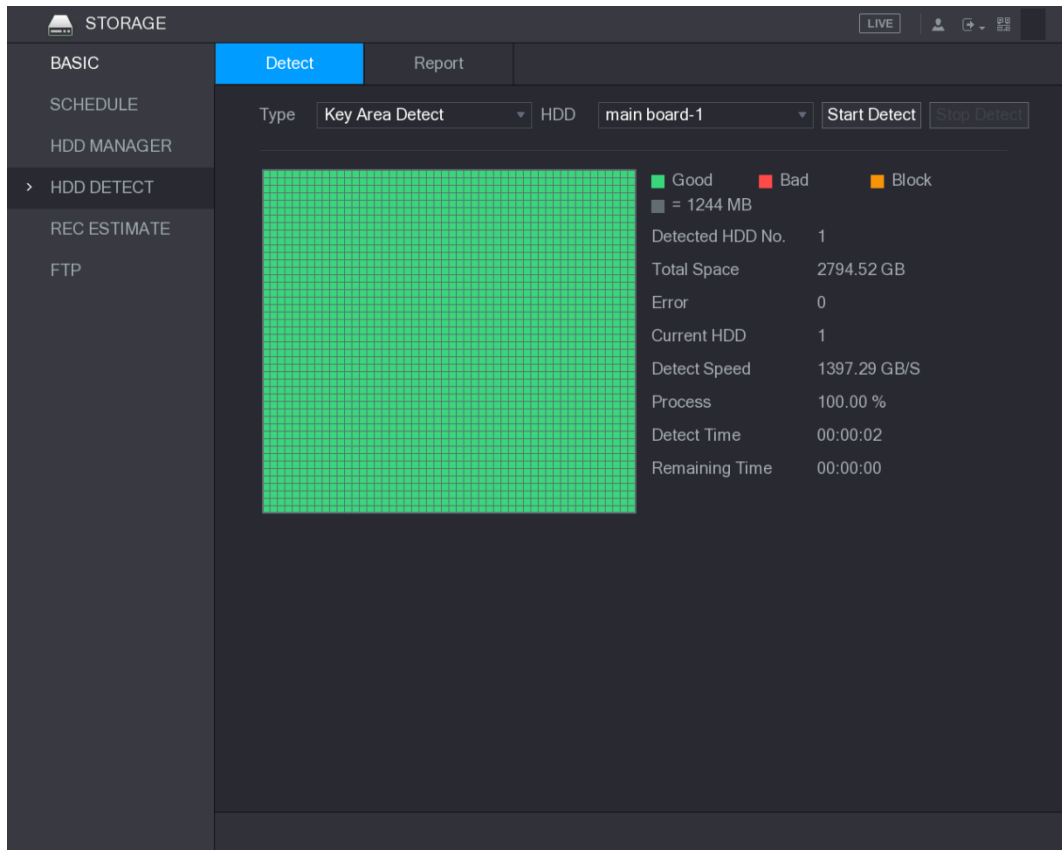 STORAGE
LIVE
BASIC
SCHEDULE
HDD MANAGER
HDD DETECT
REC ESTIMATE
FTP
Detect Report
Type Key Area Detect HDD main board-1 Start Detect Stop Detect
Good Bad Block
= 1244 MB
Detected HDD No. 1
Total Space 2794.52 GB
Error 0
Current HDD 1
Detect Speed 1397.29 GB/S
Process 100.00 %
Detect Time 00:00:02
Remaining Time 00:00:00